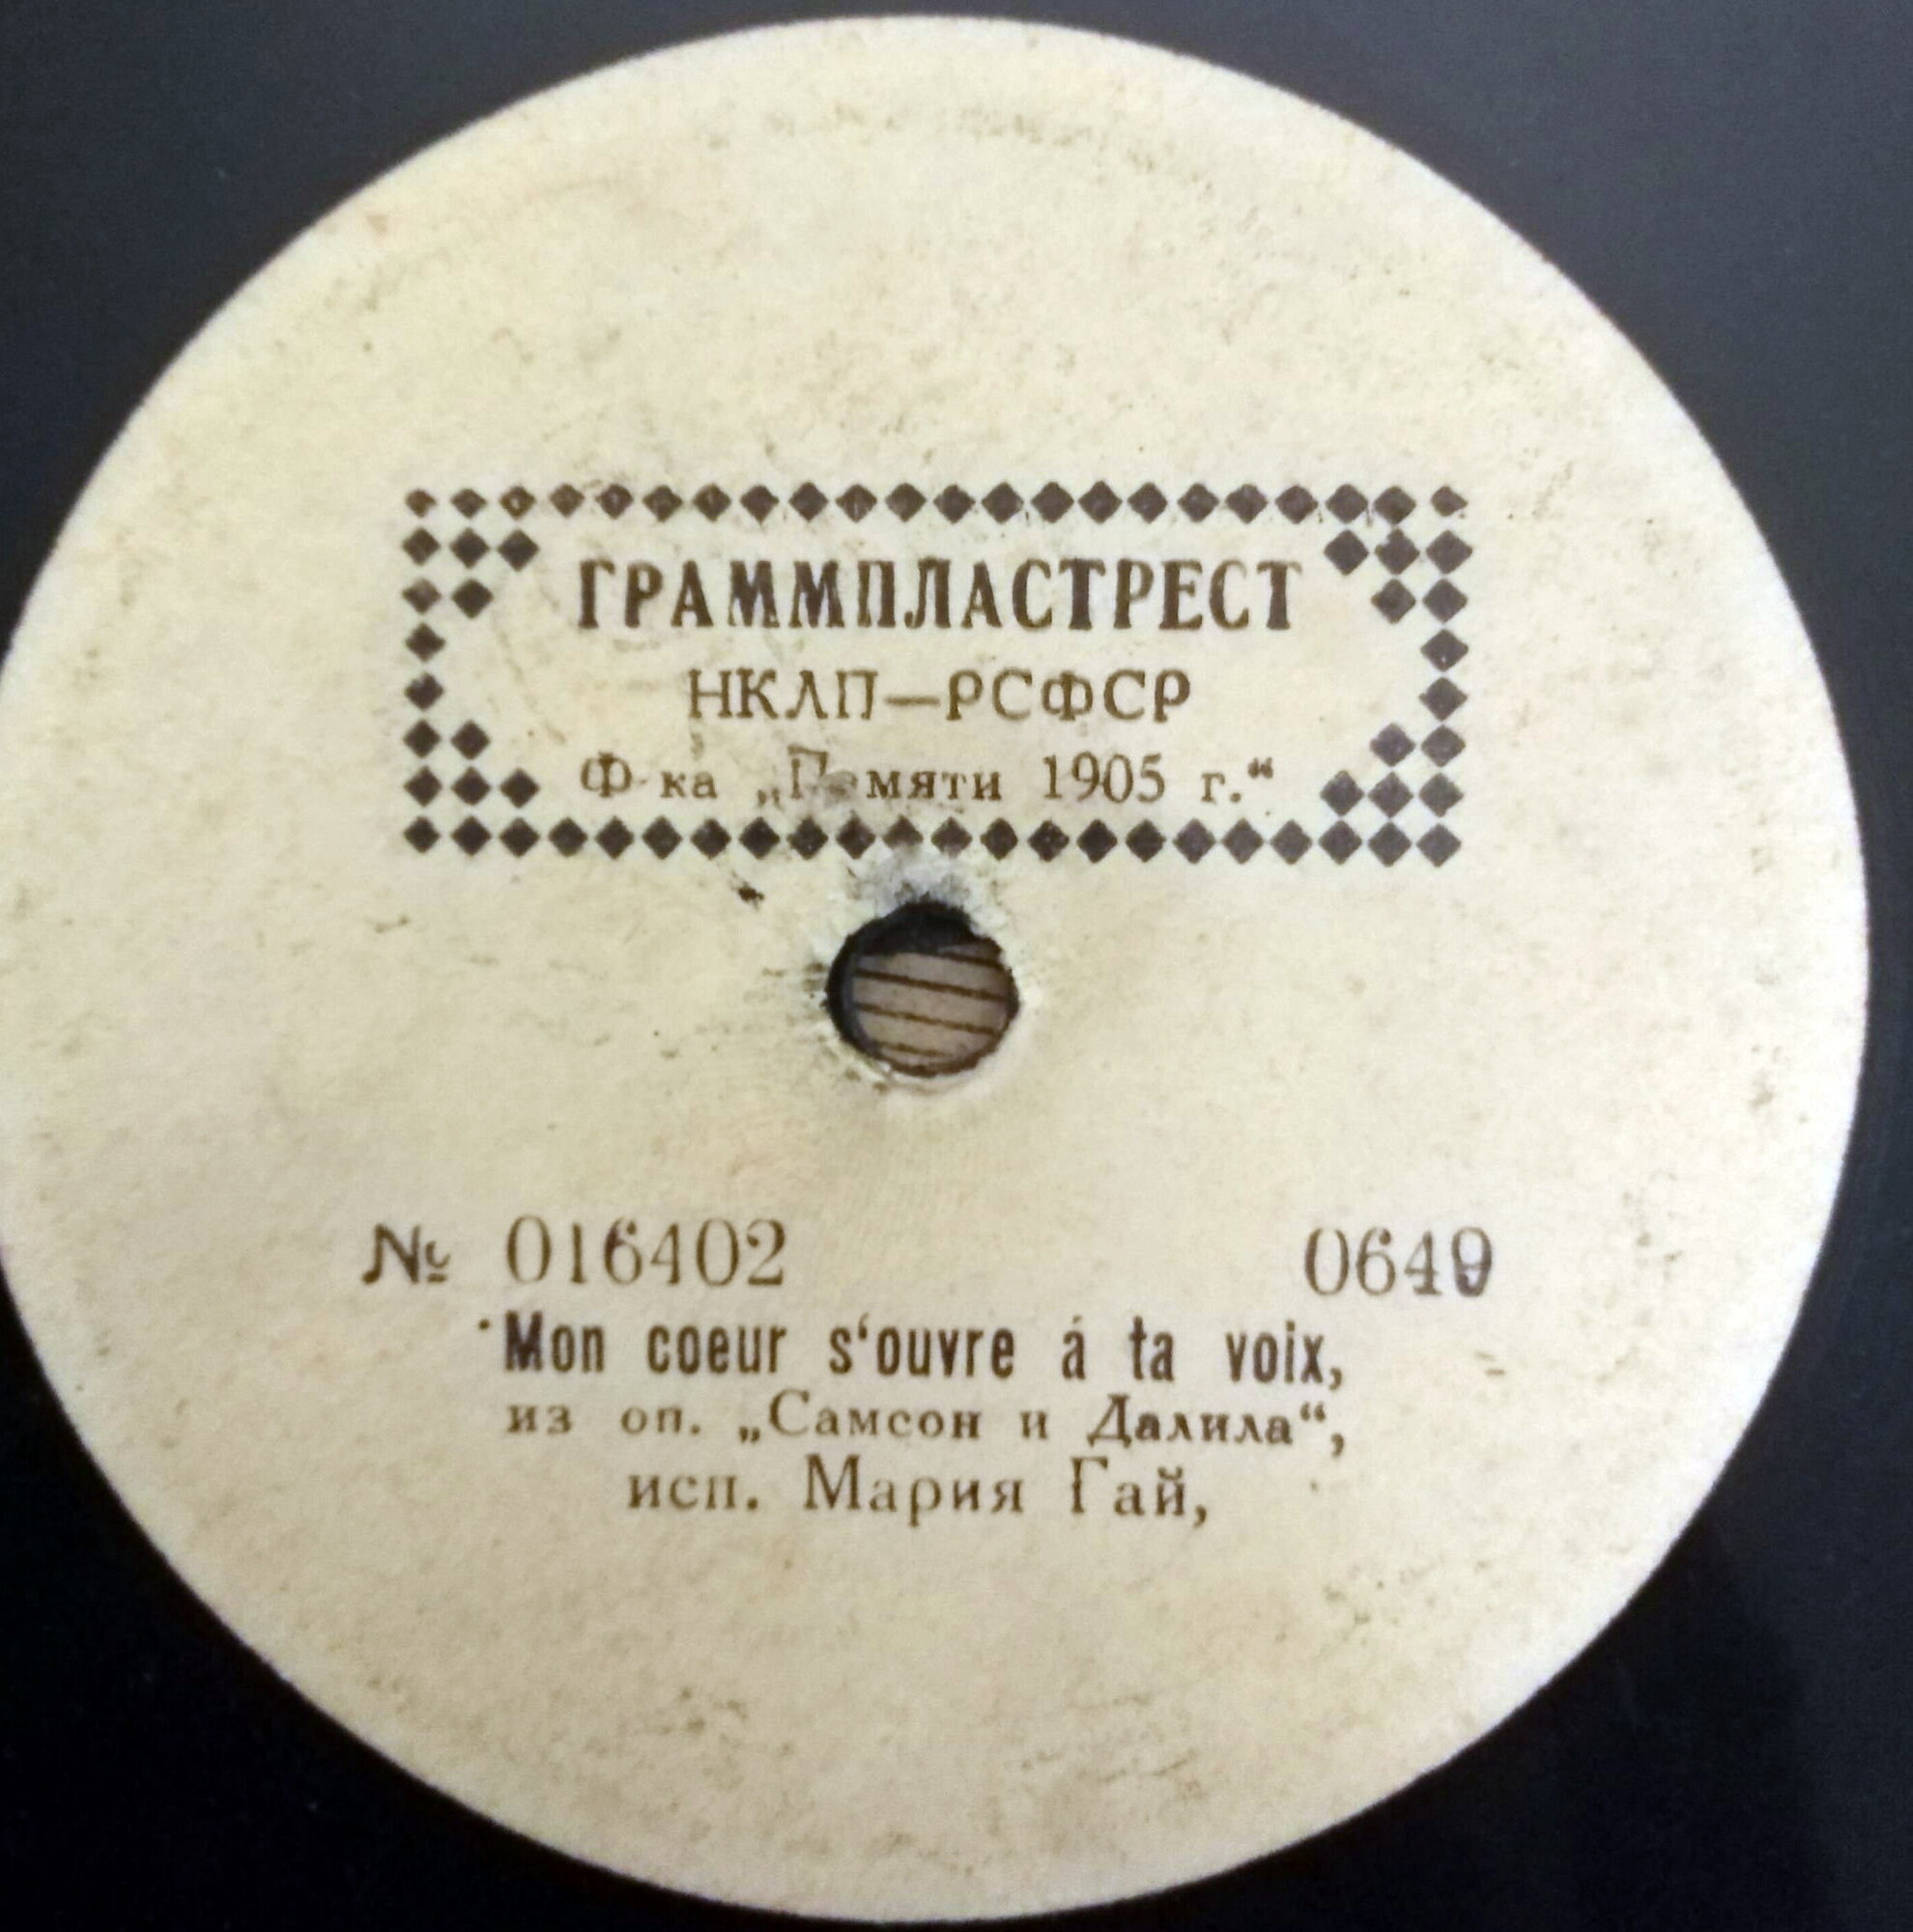 ГРАММПЛАСТРЕСТ
НКЛП—РСФСР
Ф-ка „Памяти 1905 г.“
№ 016402 0649
Mon coeur s‘ouvre á ta voix,
из оп. „Самсон и Далила“,
исп. Мария Гай,